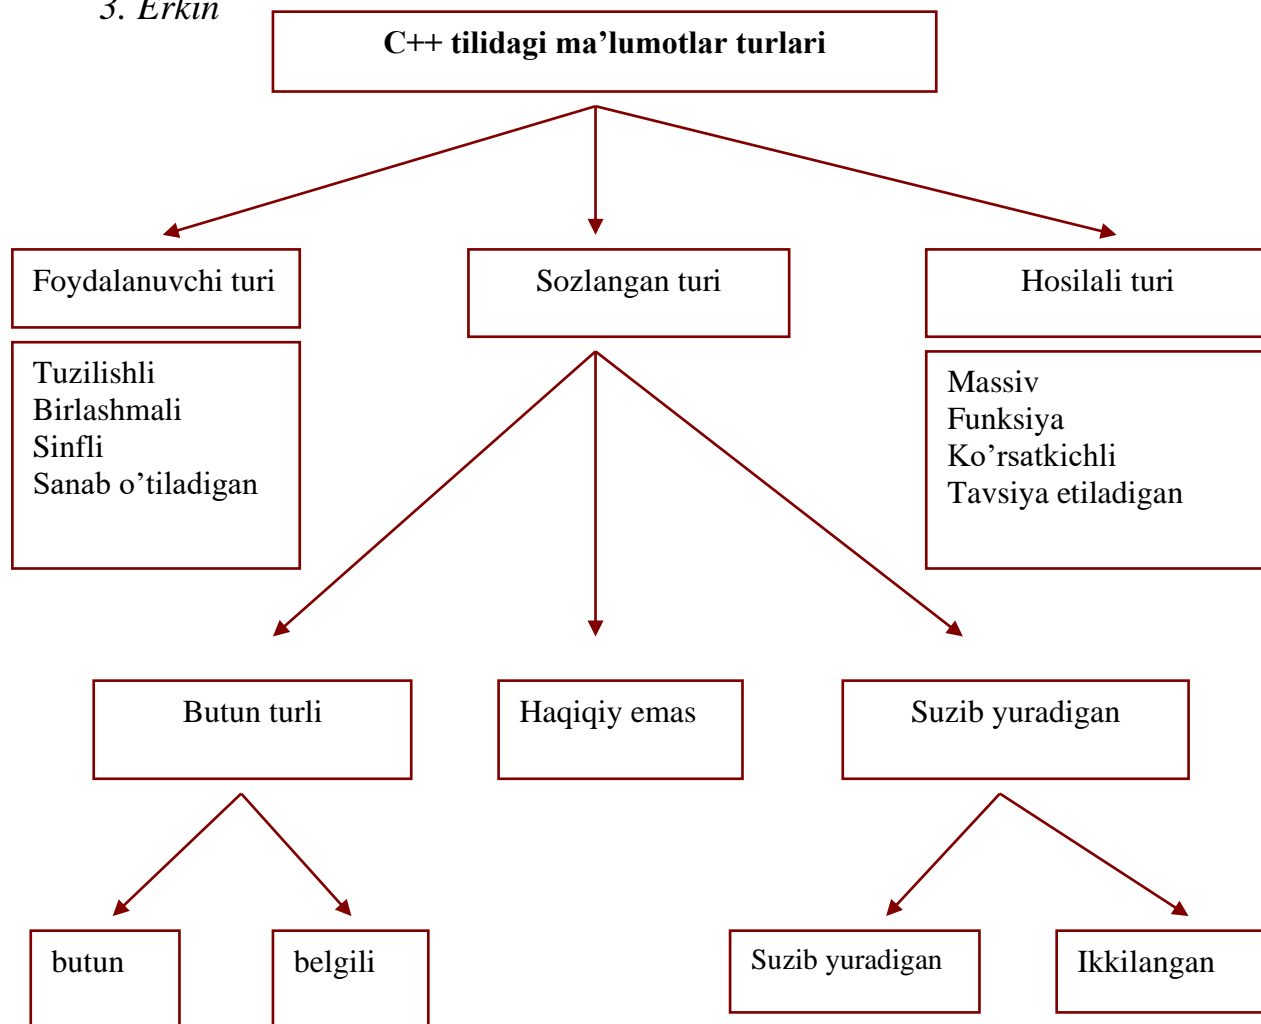 3. Erkin
C++ tilidagi ma’lumotlar turlari
Foydalanuvchi turi
Sozlangan turi
Hosilali turi
Tuzilishli
Birlashmali
Sinfli
Sanab o’tiladigan
Massiv
Funksiya
Ko’rsatkichli
Tavsiya etiladigan
Butun turli
Haqiqiy emas
Suzib yuradigan
butun
belgili
Suzib yuradigan
Ikkilangan